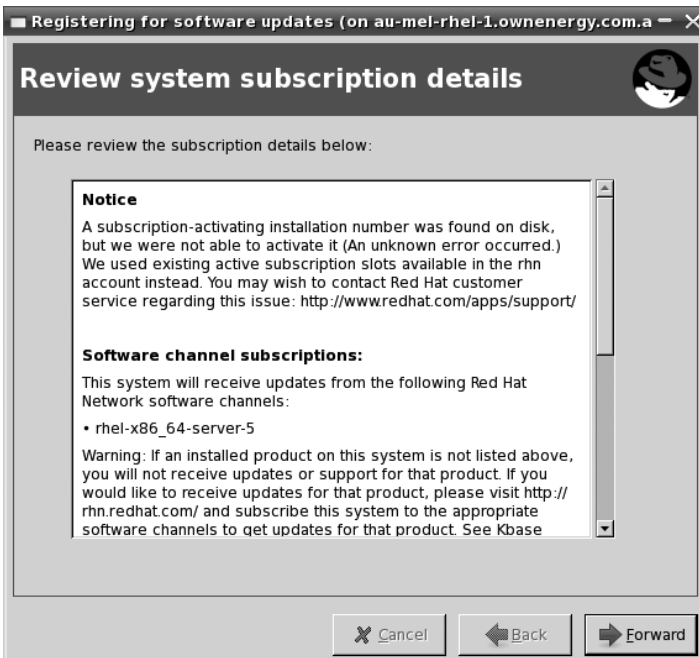 Registering for software updates (on au-mel-rhel-1.ownenergy.com.a
Review system subscription details
Please review the subscription details below:
Notice
A subscription-activating installation number was found on disk,
but we were not able to activate it (An unknown error occurred.)
We used existing active subscription slots available in the rhn
account instead. You may wish to contact Red Hat customer
service regarding this issue: http://www.redhat.com/apps/support/
Software channel subscriptions:
This system will receive updates from the following Red Hat
Network software channels:
• rhel-x86_64-server-5
Warning: If an installed product on this system is not listed above,
you will not receive updates or support for that product. If you
would like to receive updates for that product, please visit http://
rhn.redhat.com/ and subscribe this system to the appropriate
software channels to get updates for that product. See Kbase
Cancel Back Forward